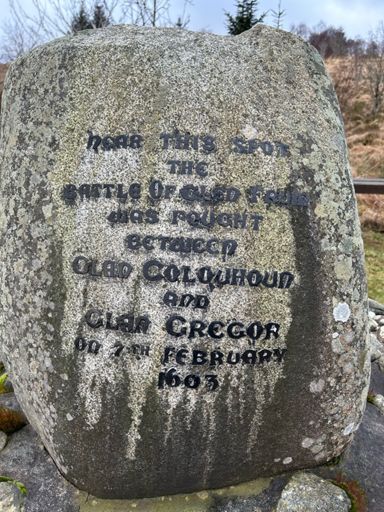 NEAR THIS SPOT
THE
BATTLE OF GLEN FRUIN
WAS FOUGHT
BETWEEN
CLAN COLQUHOUN
AND
CLAN GREGOR
ON 7TH FEBRUARY
1603